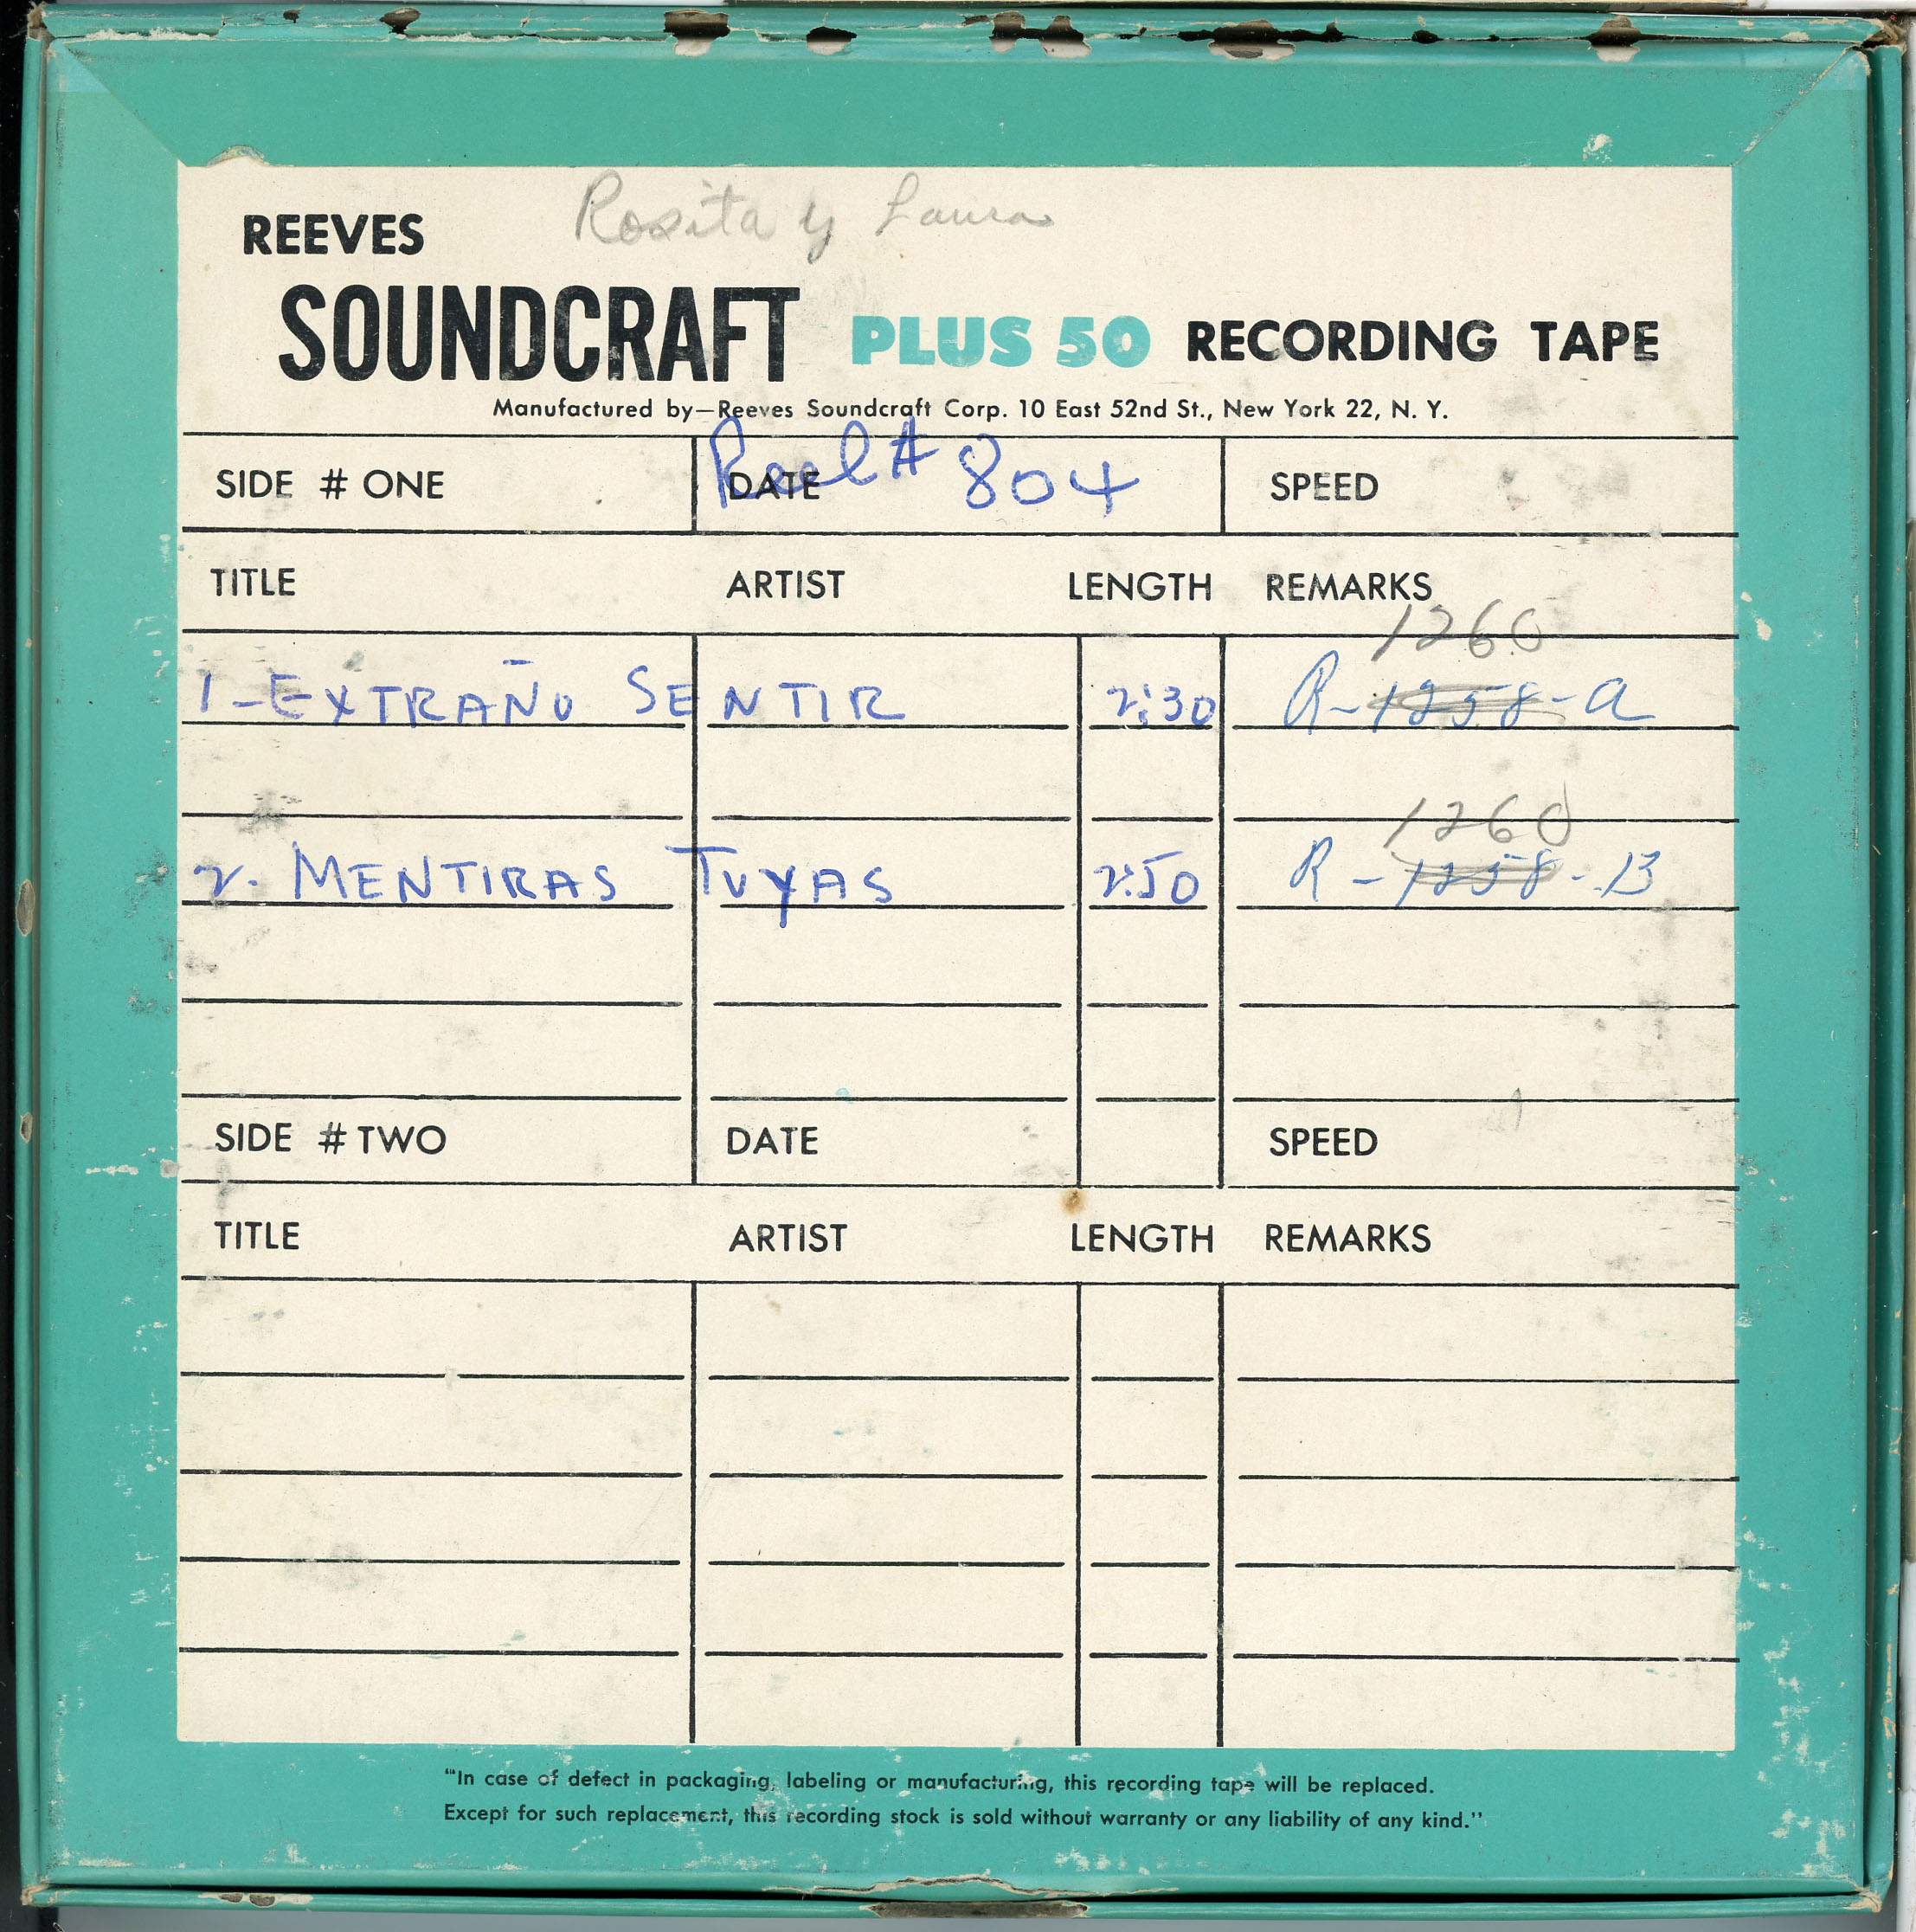 Rosita y Laura
REEVES
SOUNDCRAFT PLUS 50 RECORDING TAPE
Manufactured by—Reeves Soundcraft Corp. 10 East 52nd St., New York 22, N. Y.
Reel # 804
SIDE # ONE DATE SPEED
TITLE ARTIST LENGTH REMARKS
1260
1-EXTRAÑO SENTIR 2:30 R-1258-A
1260
2. MENTIRAS TUYAS 2:50 R-1258-B
SIDE # TWO DATE SPEED
TITLE ARTIST LENGTH REMARKS
"In case of defect in packaging, labeling or manufacturing, this recording tape will be replaced.
Except for such replacement, this recording stock is sold without warranty or any liability of any kind."